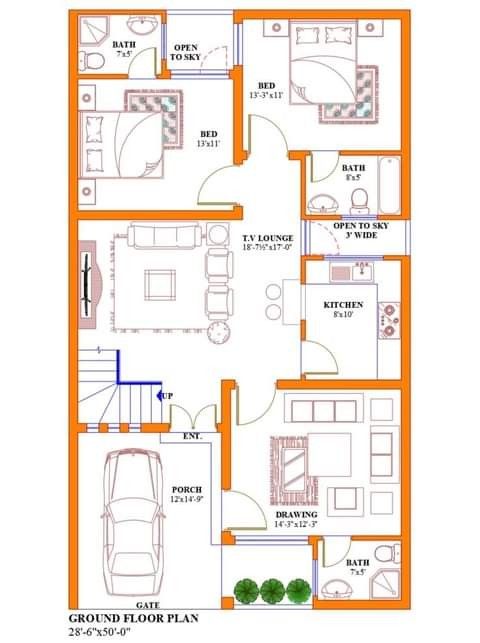 BATH
7'x5'
OPEN
TO SKY
BED
13'-3"x11'
BED
13'x11'
BATH
8'x5'
T.V LOUNGE
18'-7½"x17'-0"
OPEN TO SKY
3' WIDE
KITCHEN
8'x10'
UP
ENT.
PORCH
12'x14'-9"
DRAWING
14'-3"x12'-3"
BATH
7'x5'
GATE
GROUND FLOOR PLAN
28'-6"x50'-0"